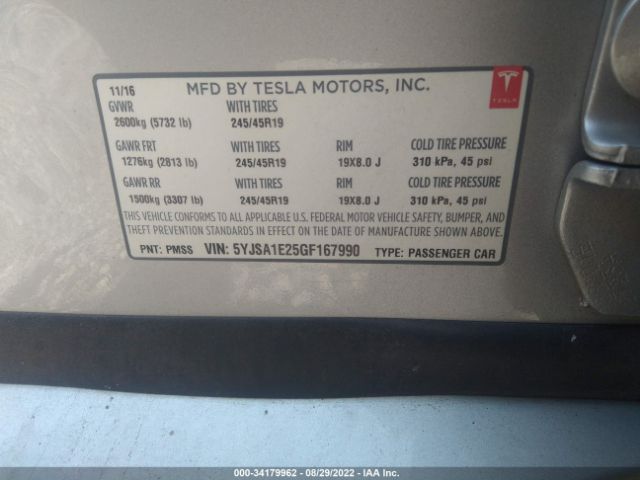 11/16 MFD BY TESLA MOTORS, INC.
TESLA
GVWR WITH TIRES
2600kg (5732 lb) 245/45R19
GAWR FRT WITH TIRES RIM COLD TIRE PRESSURE
1276kg (2813 lb) 245/45R19 19X8.0 J 310 kPa, 45 psi
GAWR RR WITH TIRES RIM COLD TIRE PRESSURE
1500kg (3307 lb) 245/45R19 19X8.0 J 310 kPa, 45 psi
THIS VEHICLE CONFORMS TO ALL APPLICABLE U.S. FEDERAL MOTOR VEHICLE SAFETY, BUMPER, AND
THEFT PREVENTION STANDARDS IN EFFECT ON THE DATE OF MANUFACTURE SHOWN ABOVE.
PNT: PMSS VIN: 5YJSA1E25GF167990 TYPE: PASSENGER CAR
000-34179962 - 08/29/2022 - IAA Inc.